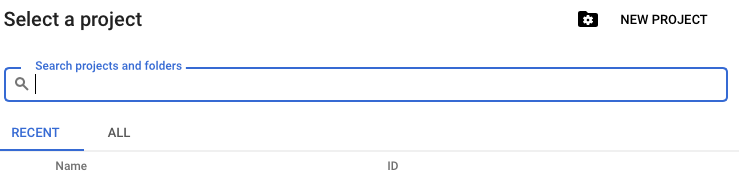 Select a project
NEW PROJECT
Search projects and folders
RECENT ALL
Name ID